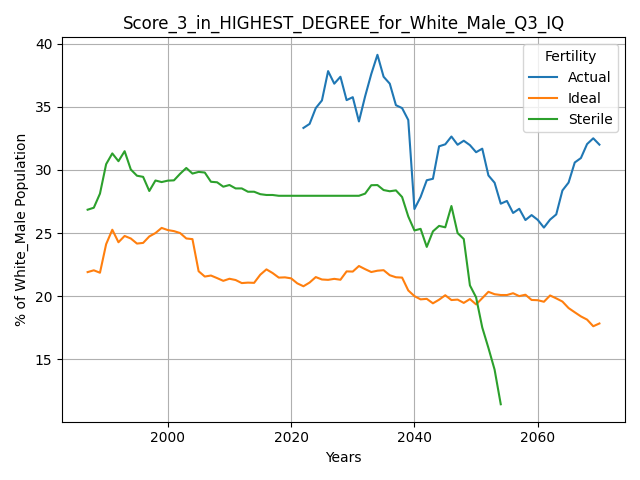 Score_3_in_HIGHEST_DEGREE_for_White_Male_Q3_IQ
% of White_Male Population
40
35
30
25
20
15
Fertility
Actual
Ideal
Sterile
2000 2020 2040 2060
Years